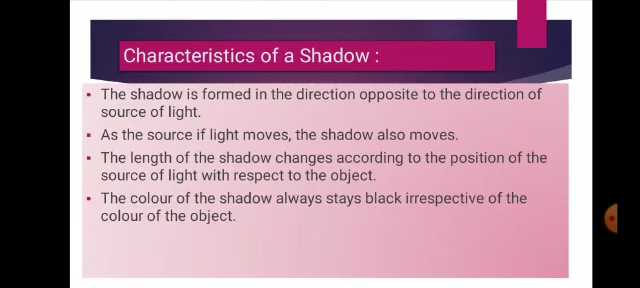 Characteristics of a Shadow :
▪ The shadow is formed in the direction opposite to the direction of
source of light.
▪ As the source if light moves, the shadow also moves.
▪ The length of the shadow changes according to the position of the
source of light with respect to the object.
▪ The colour of the shadow always stays black irrespective of the
colour of the object.